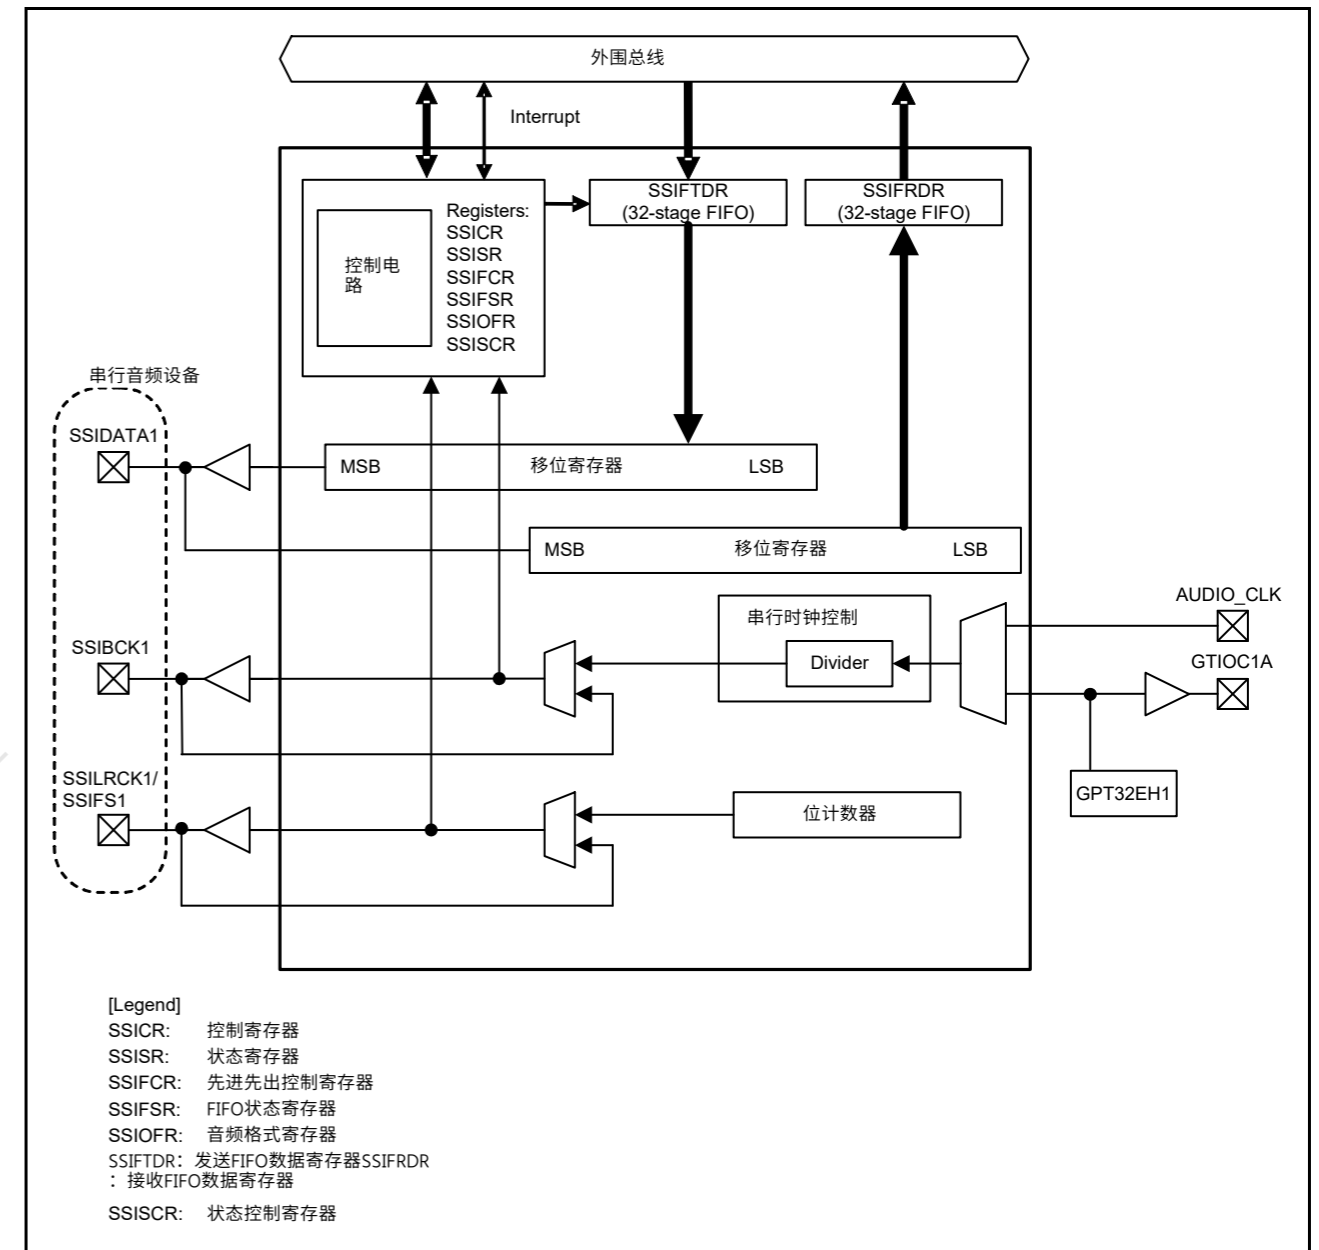 外围总线
Interrupt
SSIFTDR
(32-stage FIFO)
SSIFRDR
(32-stage FIFO)
Registers:
SSICR
SSISR
SSIFCR
SSIFSR
SSIOFR
SSISCR
控制电
路
串行音频设备
SSIDATA1
MSB 移位寄存器 LSB
MSB 移位寄存器 LSB
AUDIO_CLK
串行时钟控制
SSIBCK1
Divider
GTIOC1A
SSILRCK1/
SSIFS1
GPT32EH1
位计数器
[Legend]
SSICR: 控制寄存器
SSISR: 状态寄存器
SSIFCR: 先进先出控制寄存器
SSIFSR: FIFO状态寄存器
SSIOFR: 音频格式寄存器
SSIFTDR：发送FIFO数据寄存器SSIFRDR
：接收FIFO数据寄存器
SSISCR: 状态控制寄存器